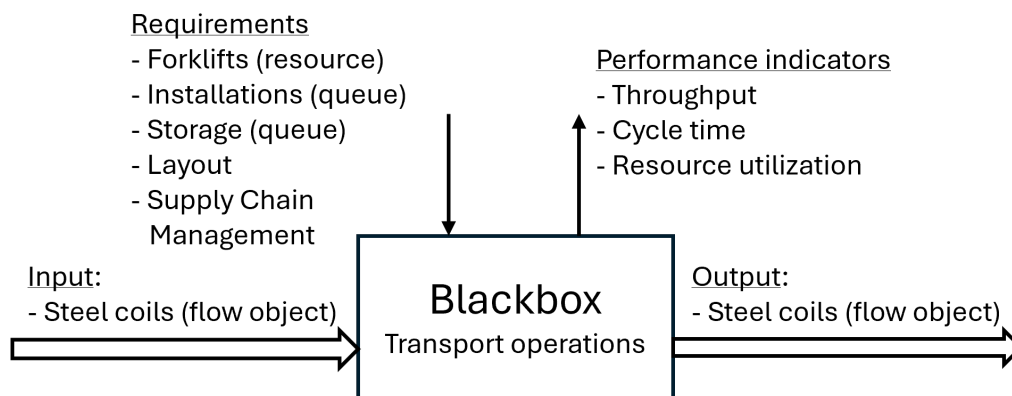 Requirements
- Forklifts (resource)
- Installations (queue)
- Storage (queue)
- Layout
- Supply Chain
Management
Performance indicators
- Throughput
- Cycle time
- Resource utilization
Input:
- Steel coils (flow object)
Blackbox
Transport operations
Output:
- Steel coils (flow object)